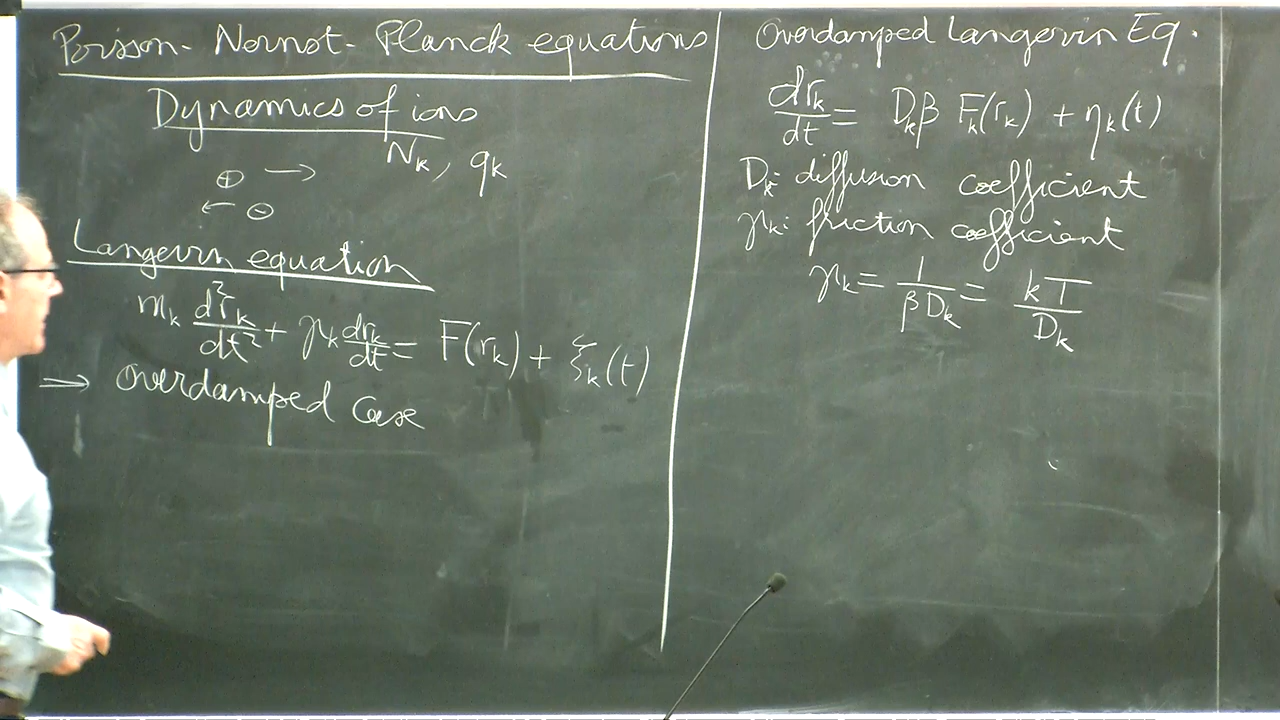 Poisson-Nernst-Planck equations
Dynamics of ions
N_k, q_k
⊕ →
← ⊖
Langevin equation
m_k d²r_k/dt² + γ_k dr_k/dt = F(r_k) + ξ_k(t)
⇒ overdamped case
Overdamped Langevin Eq.
dr_k/dt = D_kβ F_k(r_k) + η_k(t)
D_k: diffusion coefficient
γ_k: friction coefficient
γ_k = 1/βD_k = kT/D_k